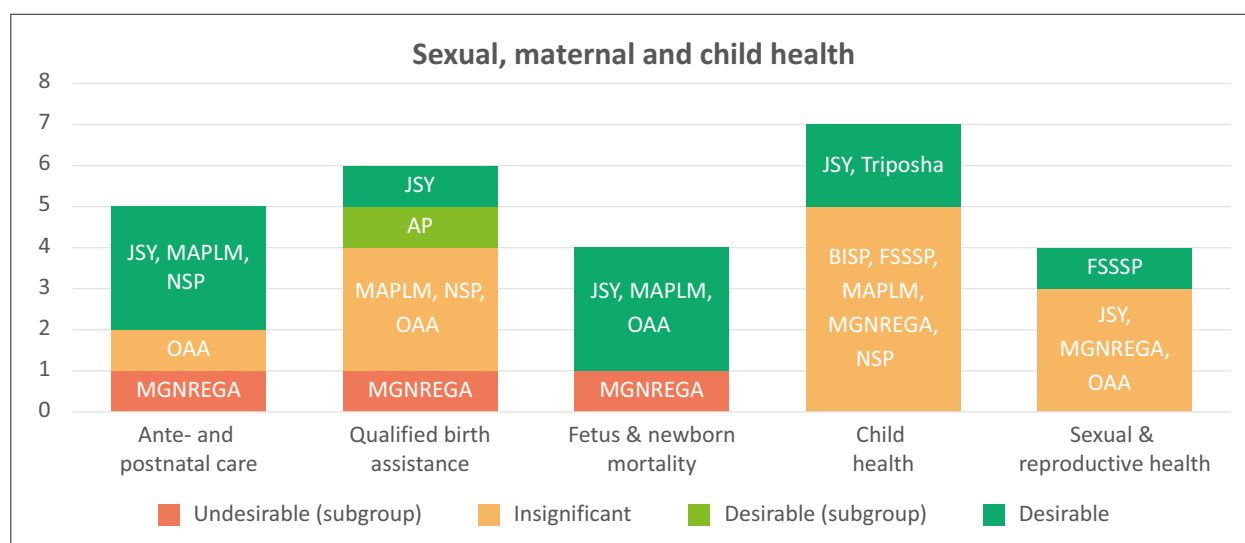 Sexual, maternal and child health
8
7
6
5
4
3
2
1
0
JSY, MAPLM,
NSP
OAA
MGNREGA
JSY
AP
MAPLM, NSP,
OAA
MGNREGA
JSY, MAPLM,
OAA
MGNREGA
JSY, Triposha
BISP, FSSSP,
MAPLM,
MGNREGA,
NSP
FSSSP
JSY,
MGNREGA,
OAA
Ante- and
postnatal care
Qualified birth
assistance
Fetus & newborn
mortality
Child
health
Sexual &
reproductive health
Undesirable (subgroup)
Insignificant
Desirable (subgroup)
Desirable